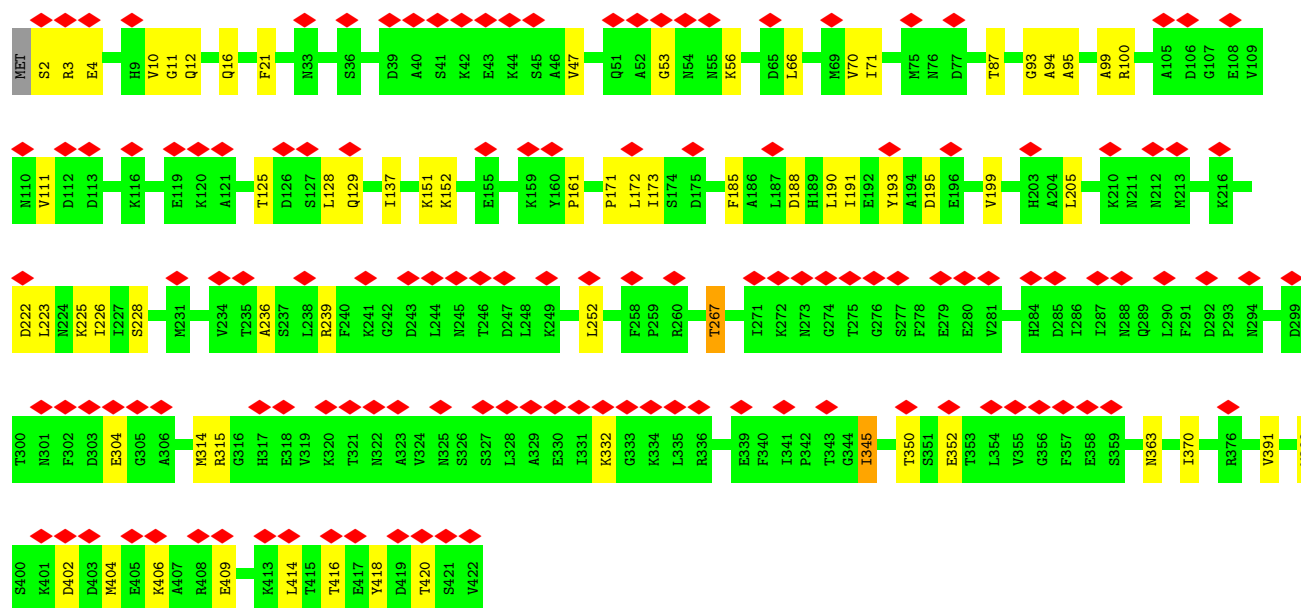 MET S2 R3 E4 H9 V10 G11 Q12 Q16 F21 N33 S36 D39 A40 S41 K42 E43 K44 S45 A46 V47 Q51 A52 G53 N54 N55 K56 D65 L66 M69 V70 I71 M75 N76 D77 T87 G93 A94 A95 A99 R100 A105 D106 G107 E108 V109
N110 V111 D112 D113 K116 E119 K120 A121 T125 D126 S127 L128 Q129 I137 K151 K152 E155 K159 Y160 P161 P171 L172 I173 S174 D175 F185 A186 L187 D188 H189 L190 I191 E192 Y193 A194 D195 E196 V199 H203 A204 L205 K210 N211 N212 M213 K216
D222 L223 N224 K225 I226 I227 S228 M231 V234 T235 A236 S237 L238 R239 F240 K241 G242 D243 L244 N245 T246 D247 L248 K249 L252 F258 P259 R260 T267 I271 K272 N273 G274 T275 G276 S277 F278 E279 E280 V281 H284 D285 I286 I287 N288 Q289 L290 F291 D292 P293 N294 D299
T300 N301 F302 D303 E304 G305 A306 M314 R315 G316 H317 E318 V319 K320 T321 N322 A323 V324 N325 S326 S327 L328 A329 E330 I331 K332 G333 K334 L335 R336 E339 F340 I341 P342 T343 G344 I345 T350 S351 E352 T353 L354 V355 G356 F357 E358 S359 N363 I370 R376 V391
S400 K401 D402 D403 M404 E405 K406 A407 R408 E409 K413 L414 T415 T416 E417 Y418 D419 T420 S421 V422